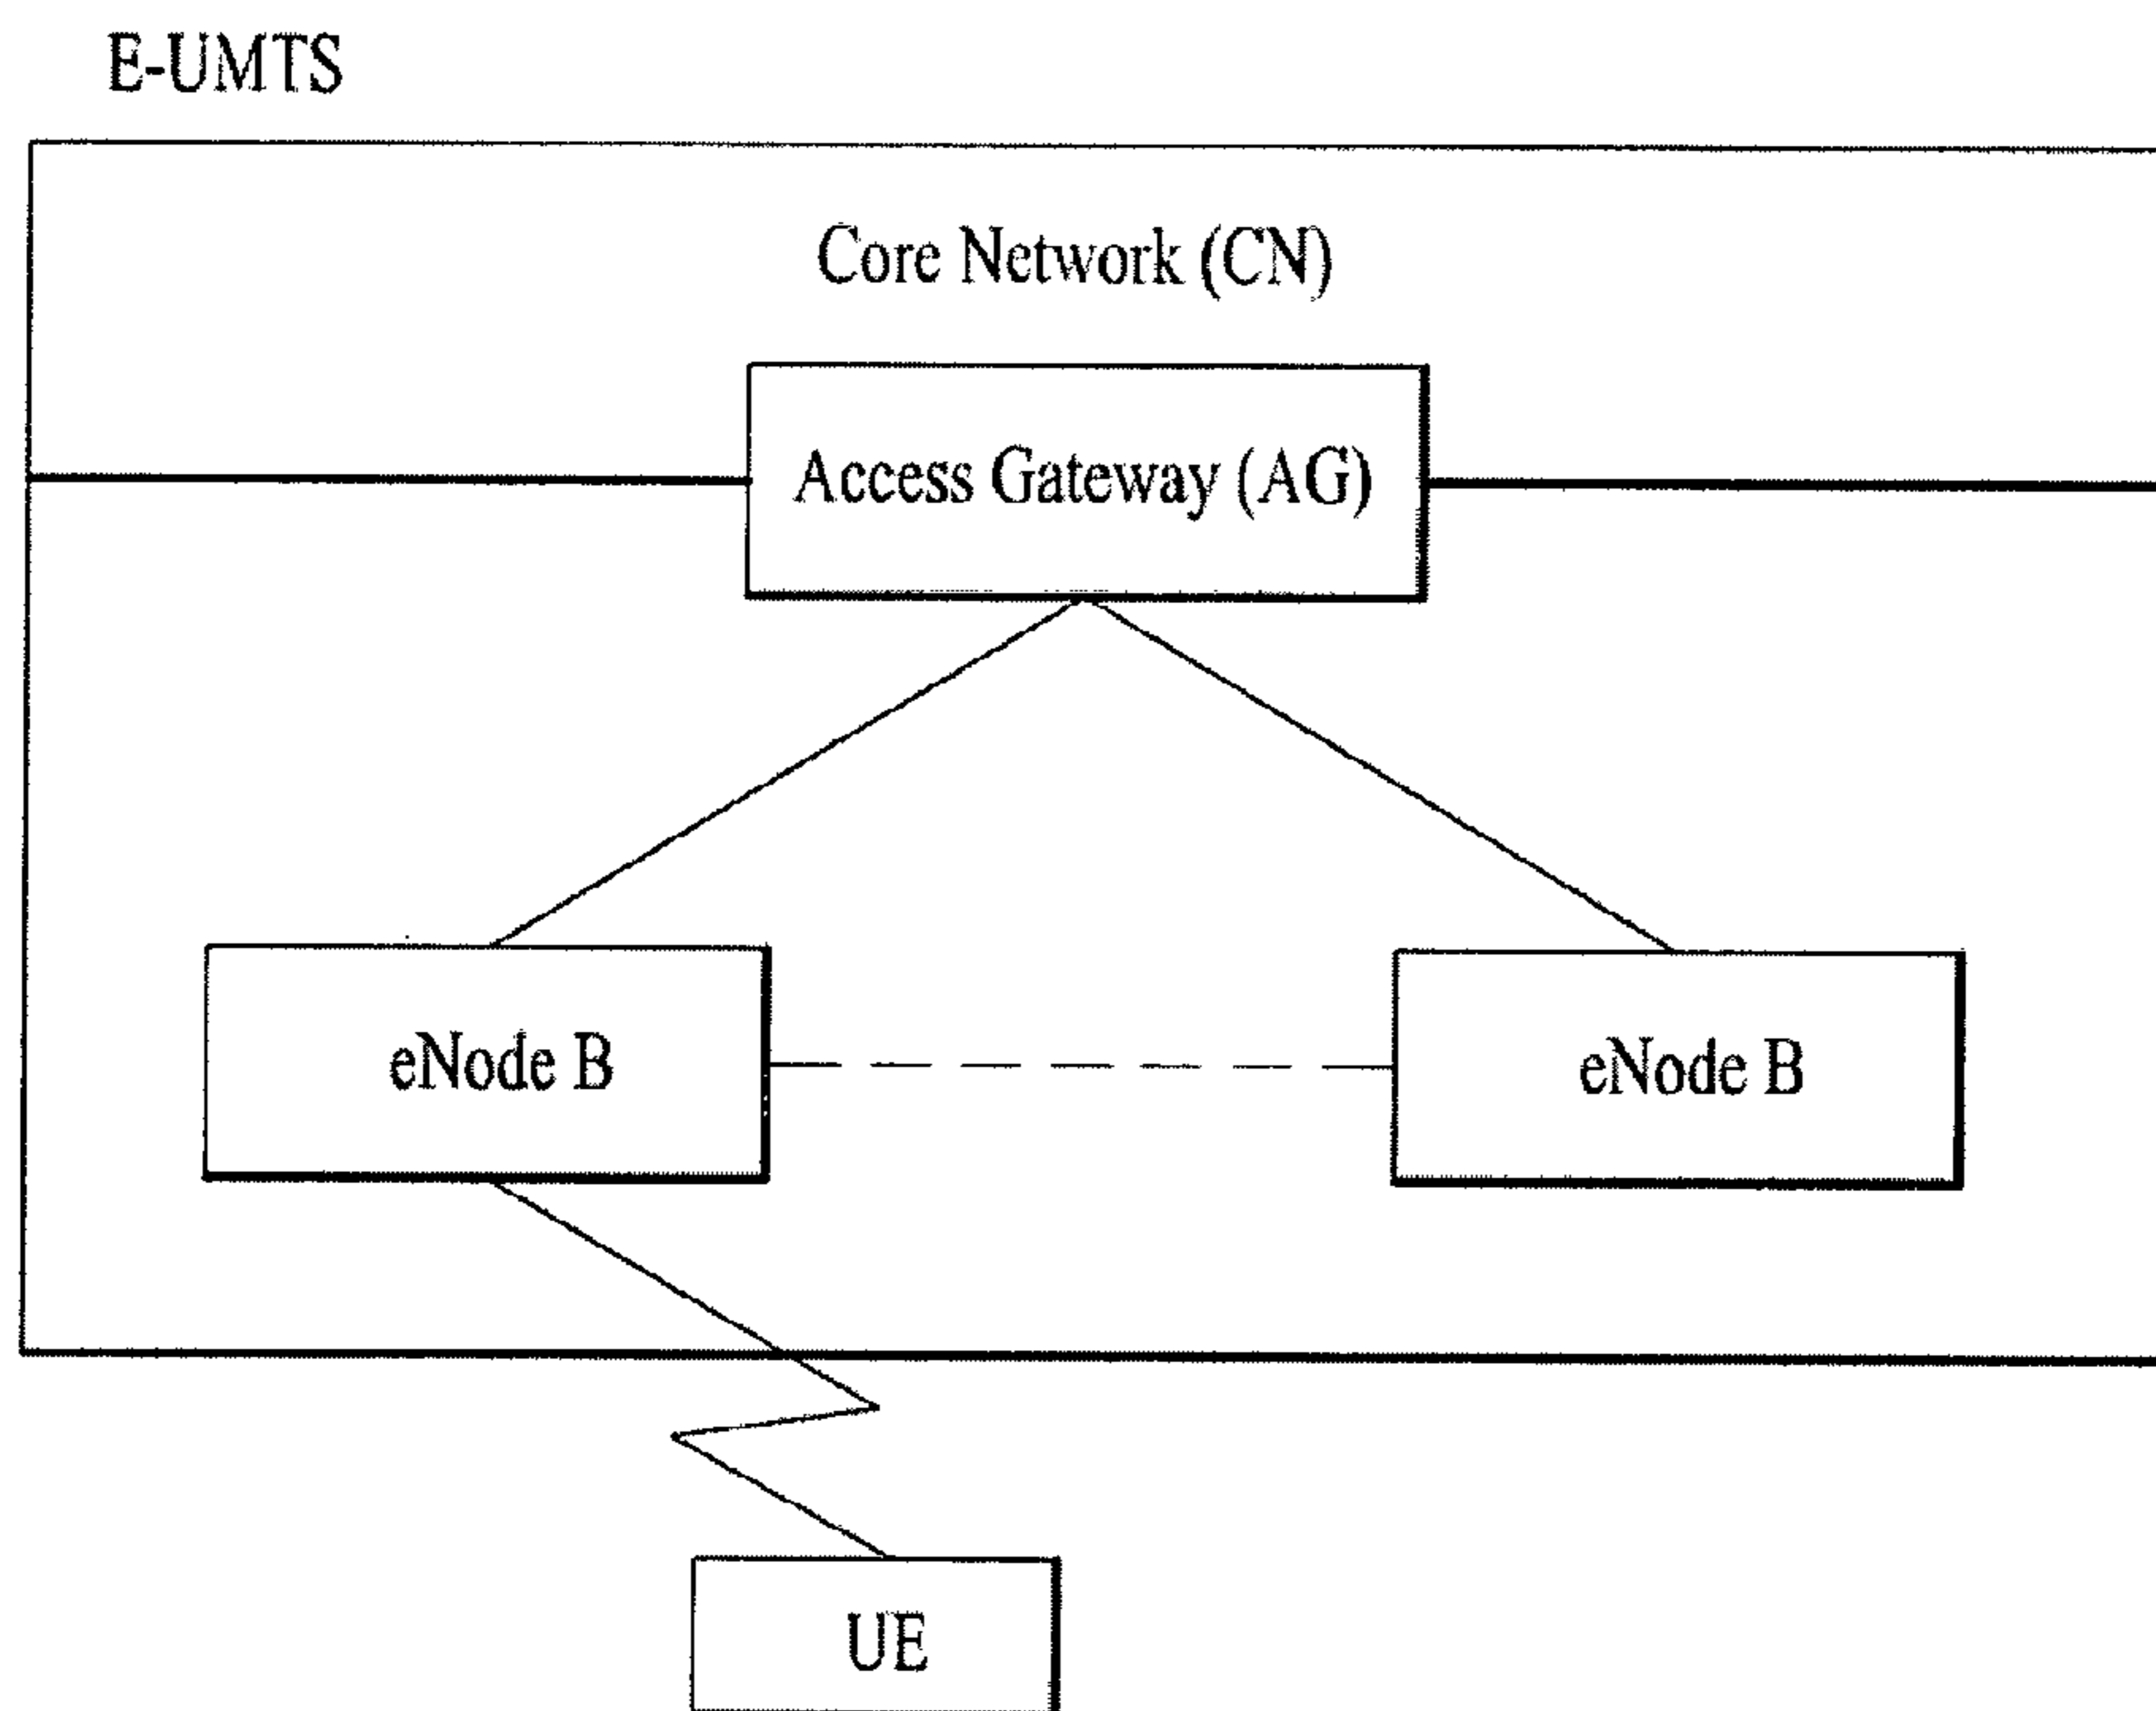 E-UMTS
Core Network (CN)
Access Gateway (AG)
eNode B
eNode B
UE